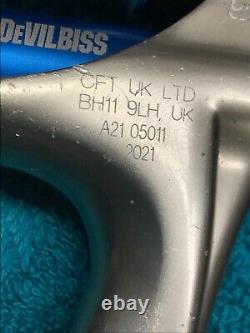 DEVILBISS
CFT UK LTD
BH11 9LH, UK
A21 05011
2021